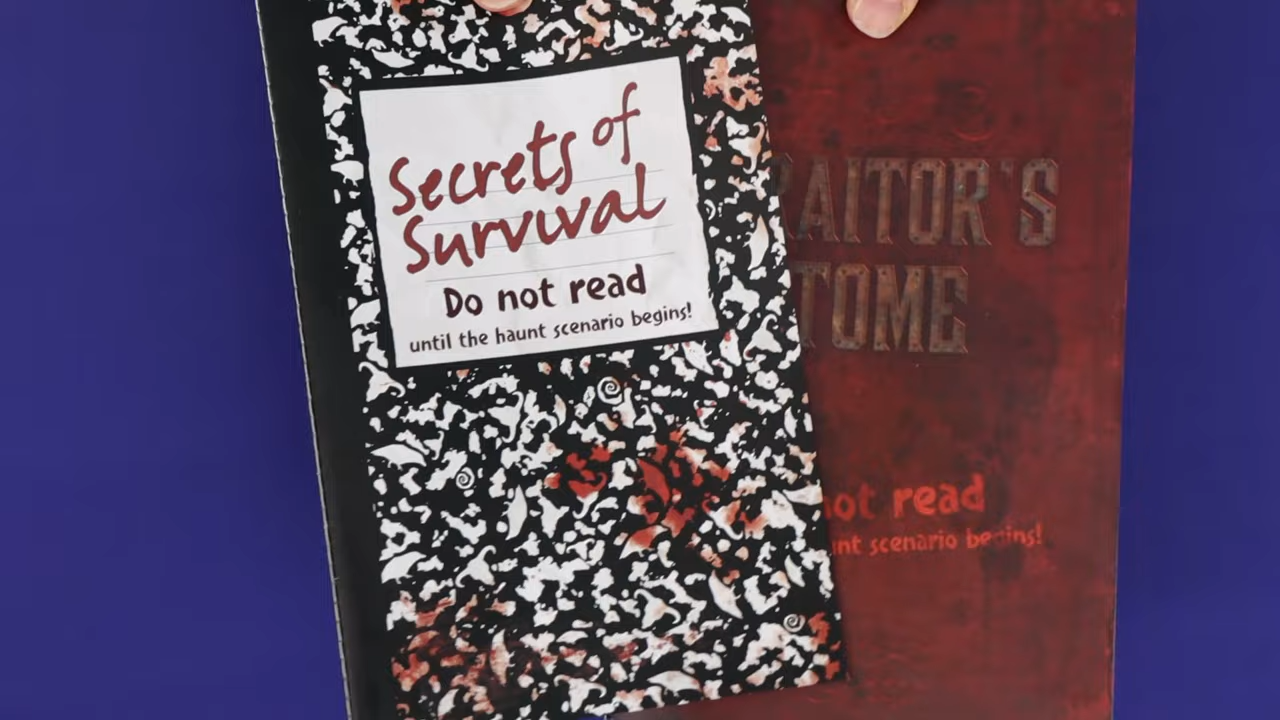 Secrets of
Survival
Do not read
until the haunt scenario begins!
RAITOR'S
TOME
not read
unt scenario begins!